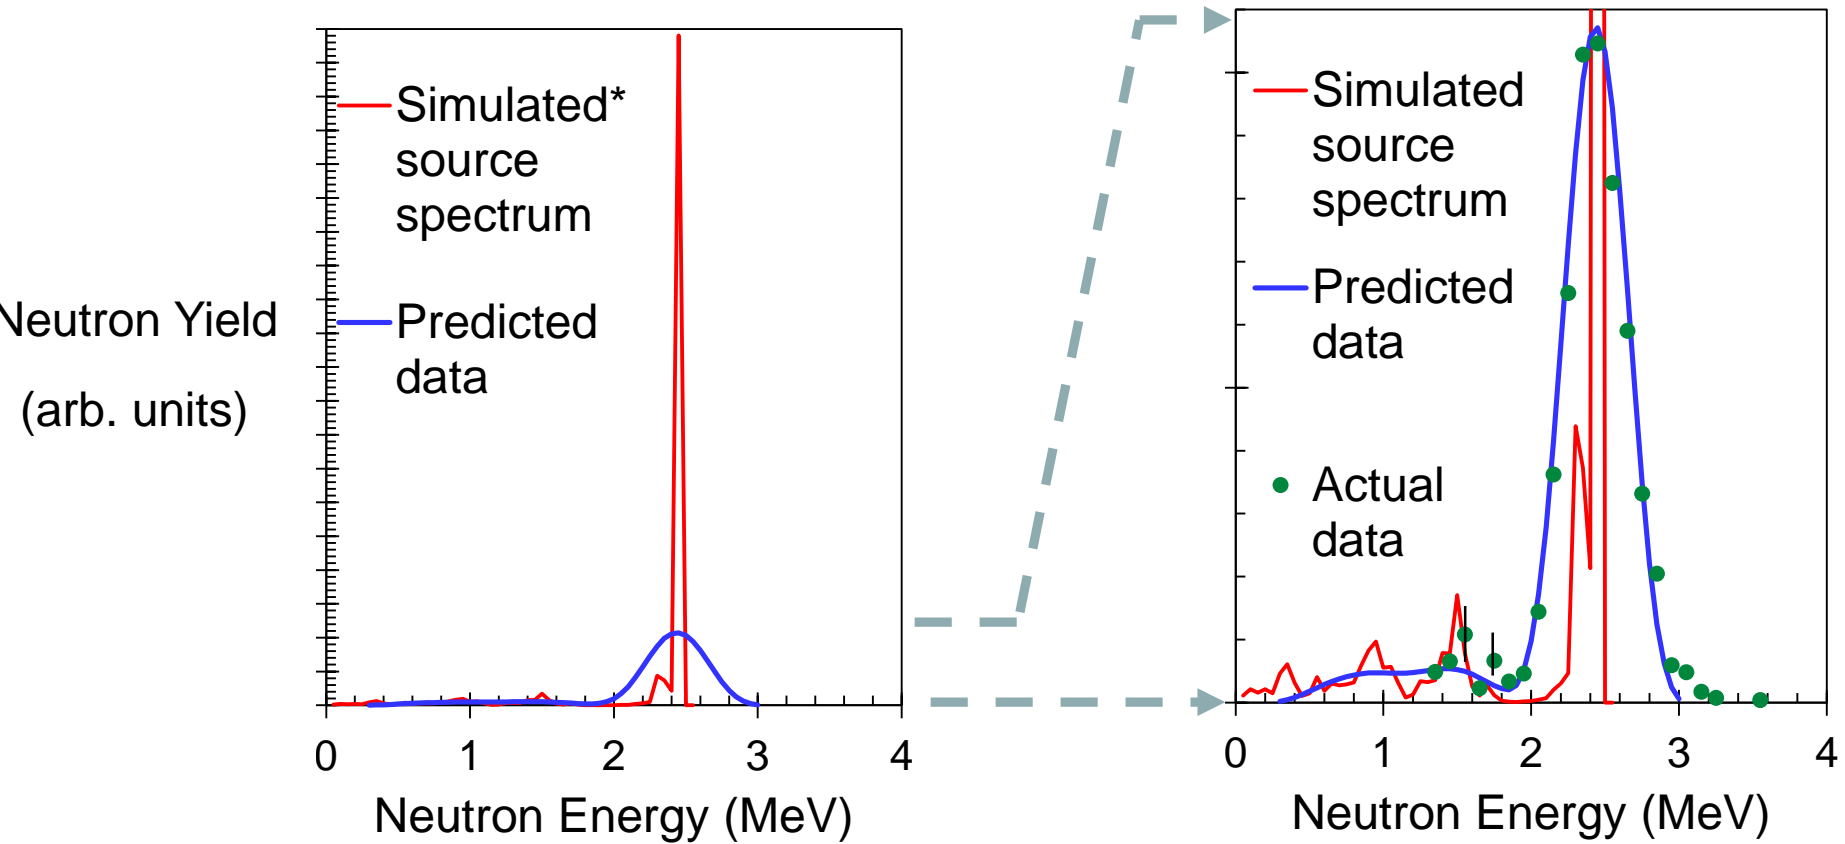 Simulated*
source
spectrum
Predicted
data
Neutron Yield
(arb. units)
0 1 2 3 4
Neutron Energy (MeV)
Simulated
source
spectrum
Predicted
data
Actual
data
0 1 2 3 4
Neutron Energy (MeV)